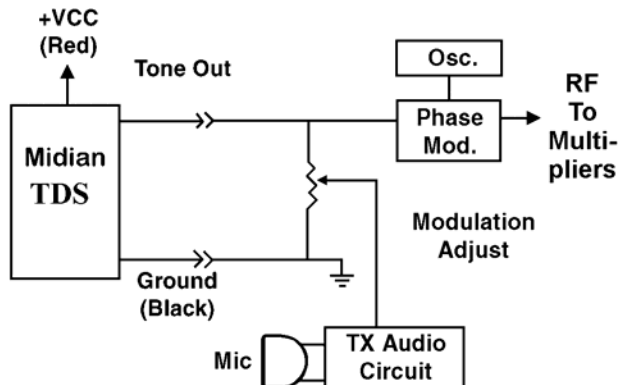 +VCC
(Red)
Tone Out
Osc.
RF
To
Multi-
pliers
Phase
Mod.
Midian
TDS
Modulation
Adjust
Ground
(Black)
Mic
TX Audio
Circuit